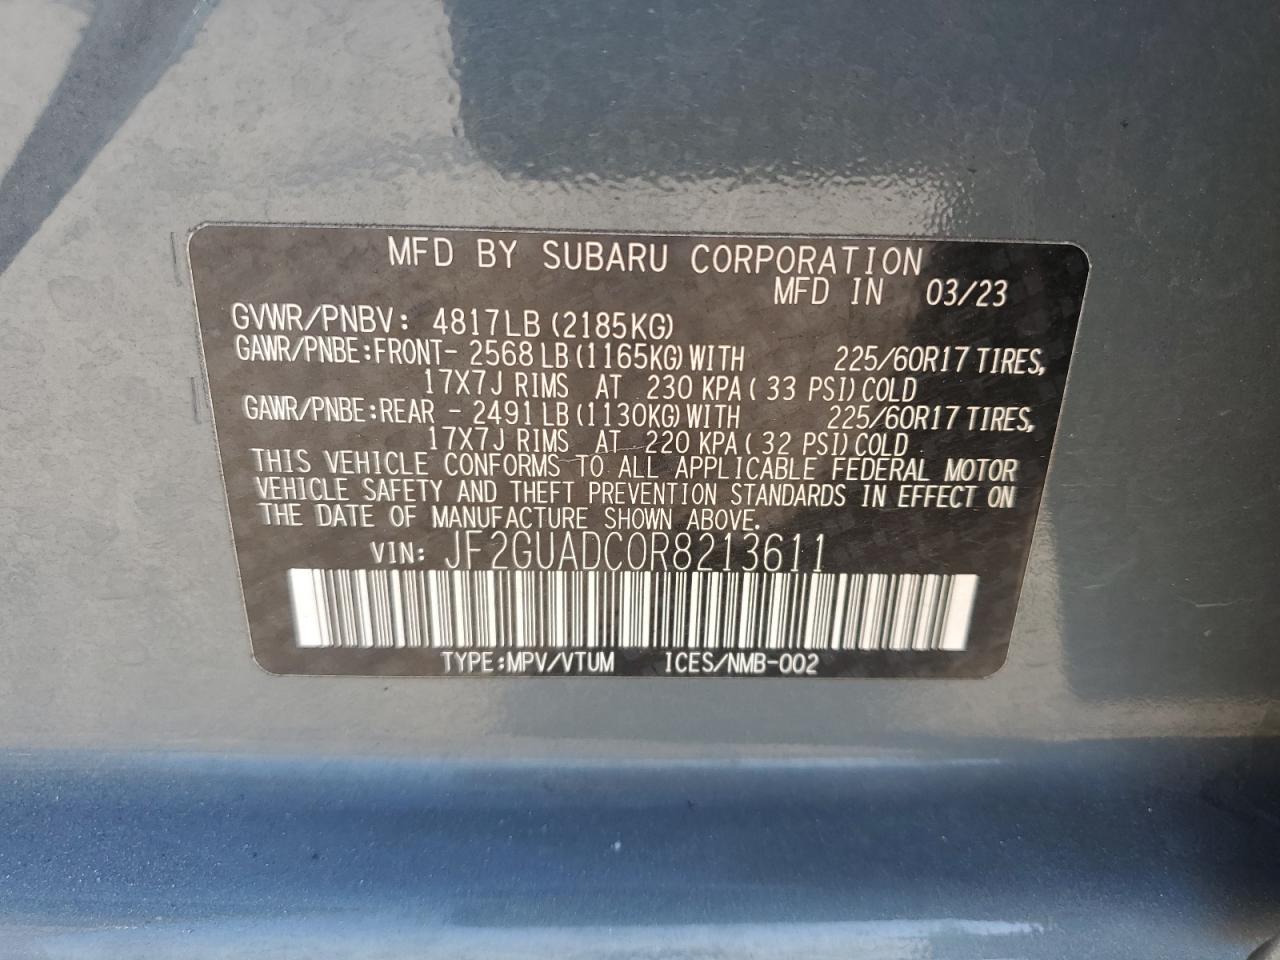 MFD BY SUBARU CORPORATION
MFD IN 03/23
GVWR/PNBV: 4817LB (2185KG)
GAWR/PNBE:FRONT- 2568 LB (1165KG) WITH 225/60R17 TIRES,
17X7J RIMS AT 230 KPA ( 33 PSI) COLD
GAWR/PNBE:REAR - 2491 LB (1130KG) WITH 225/60R17 TIRES,
17X7J RIMS AT 220 KPA ( 32 PSI) COLD
THIS VEHICLE CONFORMS TO ALL APPLICABLE FEDERAL MOTOR
VEHICLE SAFETY AND THEFT PREVENTION STANDARDS IN EFFECT ON
THE DATE OF MANUFACTURE SHOWN ABOVE.
VIN: JF2GUADC0R8213611
TYPE:MPV/VTUM ICES/NMB-002